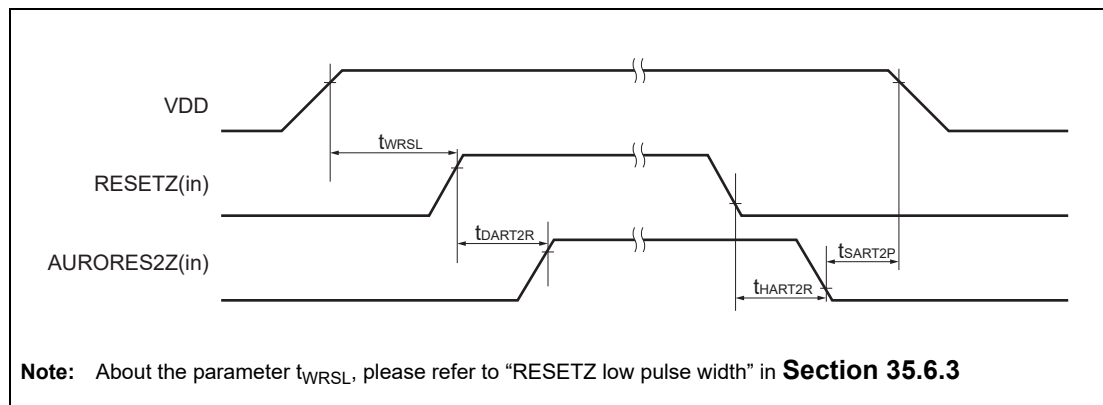 VDD
tWRSL
RESETZ(in)
tDART2R
tSART2P
AURORES2Z(in)
tHART2R
Note: About the parameter tWRSL, please refer to “RESETZ low pulse width” in Section 35.6.3